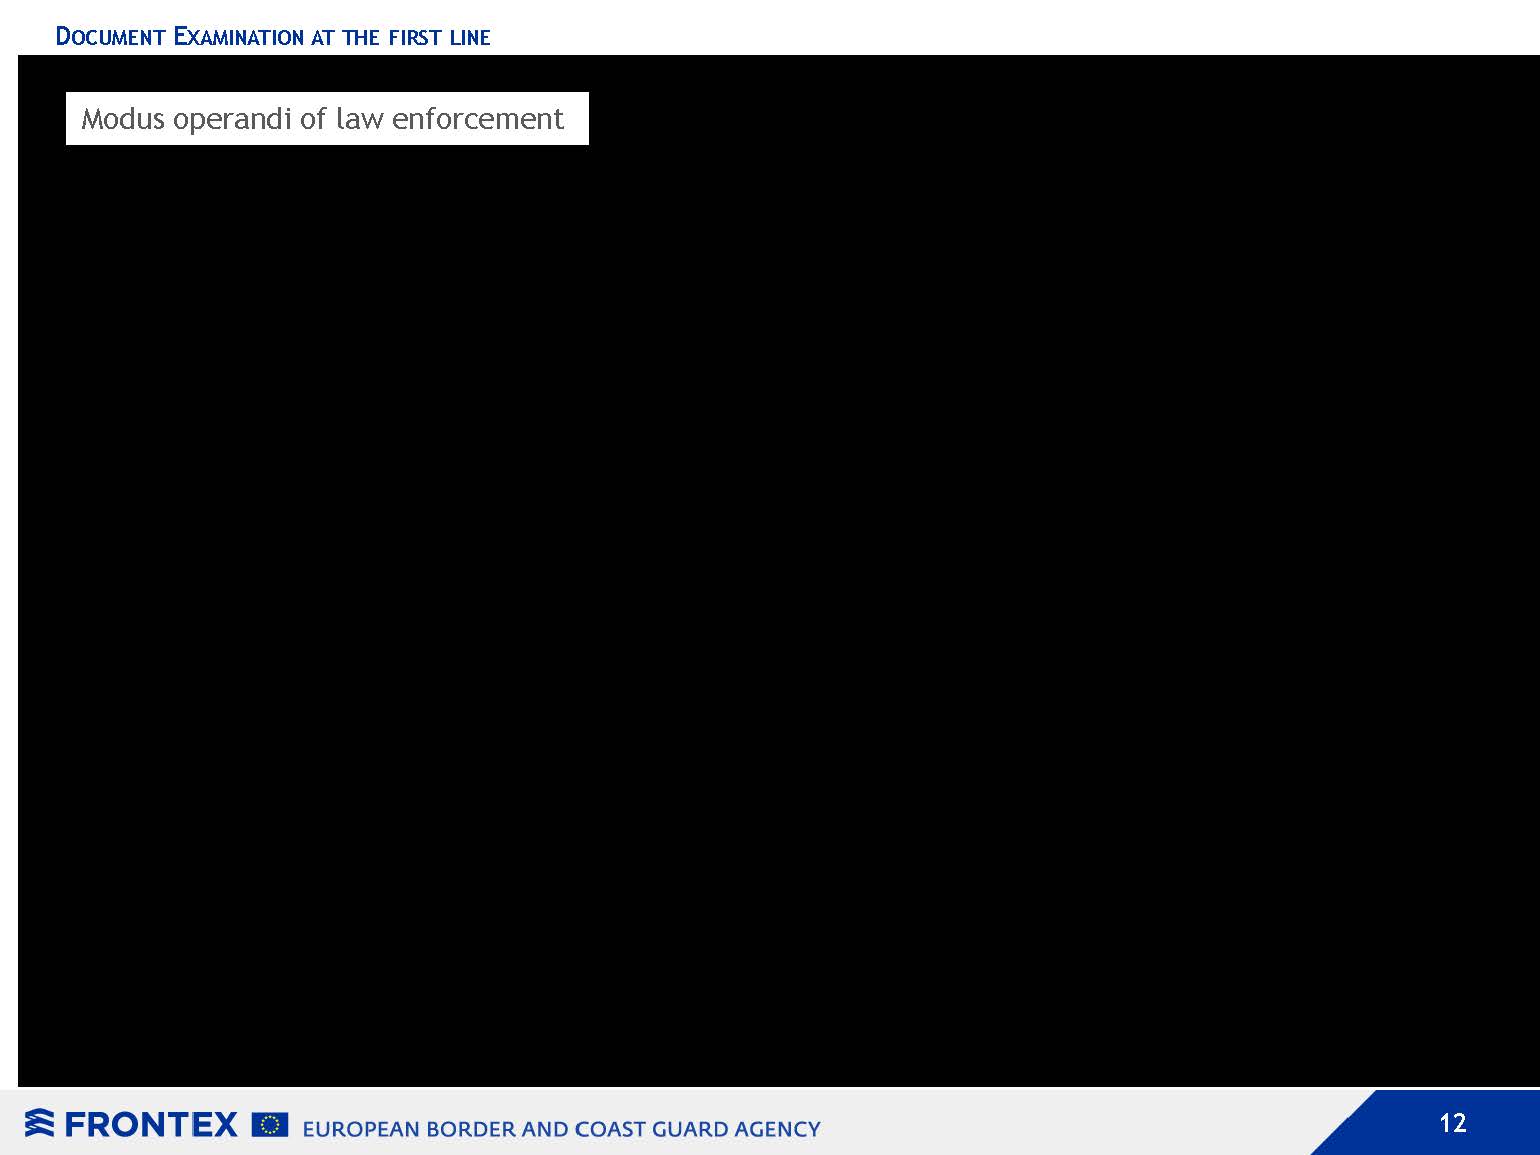 Document Examination at the first line
Modus operandi of law enforcement
FRONTEX EUROPEAN BORDER AND COAST GUARD AGENCY
12